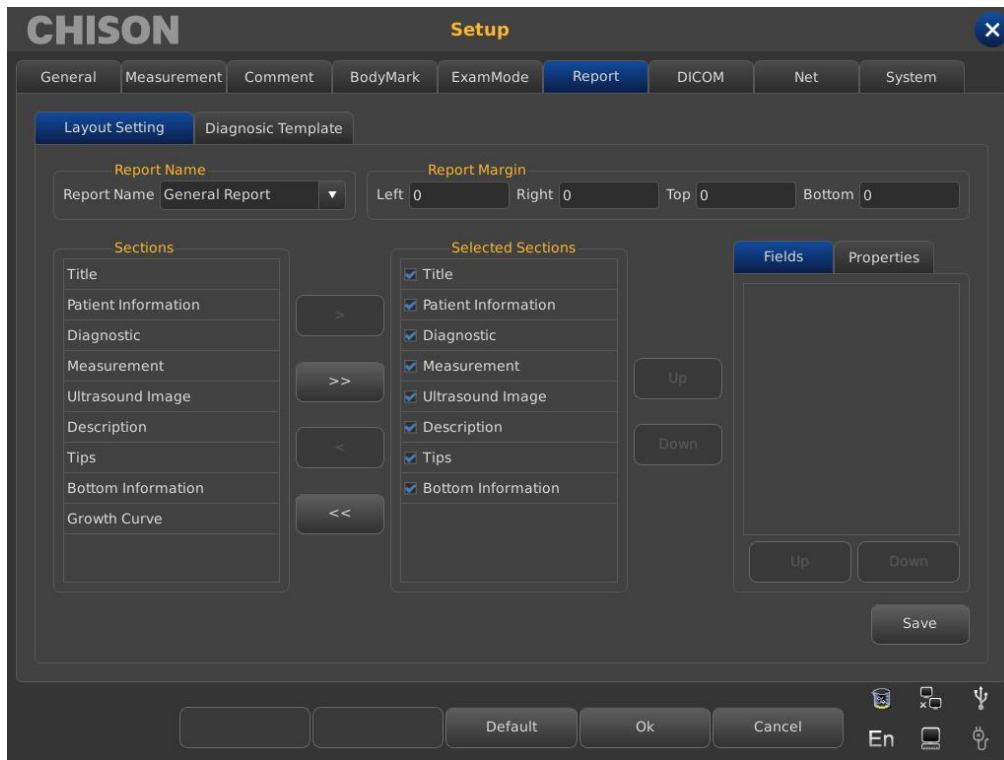 CHISON Setup
General Measurement Comment BodyMark ExamMode Report DICOM Net System
Layout Setting Diagnosic Template
Report Name Report Margin
Report Name General Report Left 0 Right 0 Top 0 Bottom 0
Sections Selected Sections Fields Properties
Title Title
Patient Information Patient Information
>
Diagnostic Diagnostic
Measurement Measurement
>> Up
Ultrasound Image Ultrasound Image
Description Description
< Down
Tips Tips
Bottom Information Bottom Information
Growth Curve <<
Up Down
Save
Default Ok Cancel
En